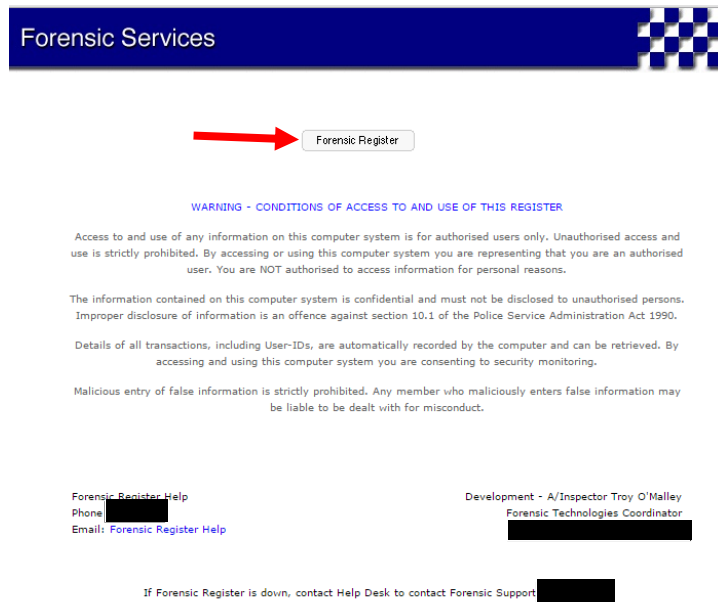 Forensic Services
Forensic Register
WARNING - CONDITIONS OF ACCESS TO AND USE OF THIS REGISTER
Access to and use of any information on this computer system is for authorised users only. Unauthorised access and
use is strictly prohibited. By accessing or using this computer system you are representing that you are an authorised
user. You are NOT authorised to access information for personal reasons.
The information contained on this computer system is confidential and must not be disclosed to unauthorised persons.
Improper disclosure of information is an offence against section 10.1 of the Police Service Administration Act 1990.
Details of all transactions, including User-IDs, are automatically recorded by the computer and can be retrieved. By
accessing and using this computer system you are consenting to security monitoring.
Malicious entry of false information is strictly prohibited. Any member who maliciously enters false information may
be liable to be dealt with for misconduct.
Forensic Register Help
Phone
Email: Forensic Register Help
Development - A/Inspector Troy O'Malley
Forensic Technologies Coordinator
If Forensic Register is down, contact Help Desk to contact Forensic Support